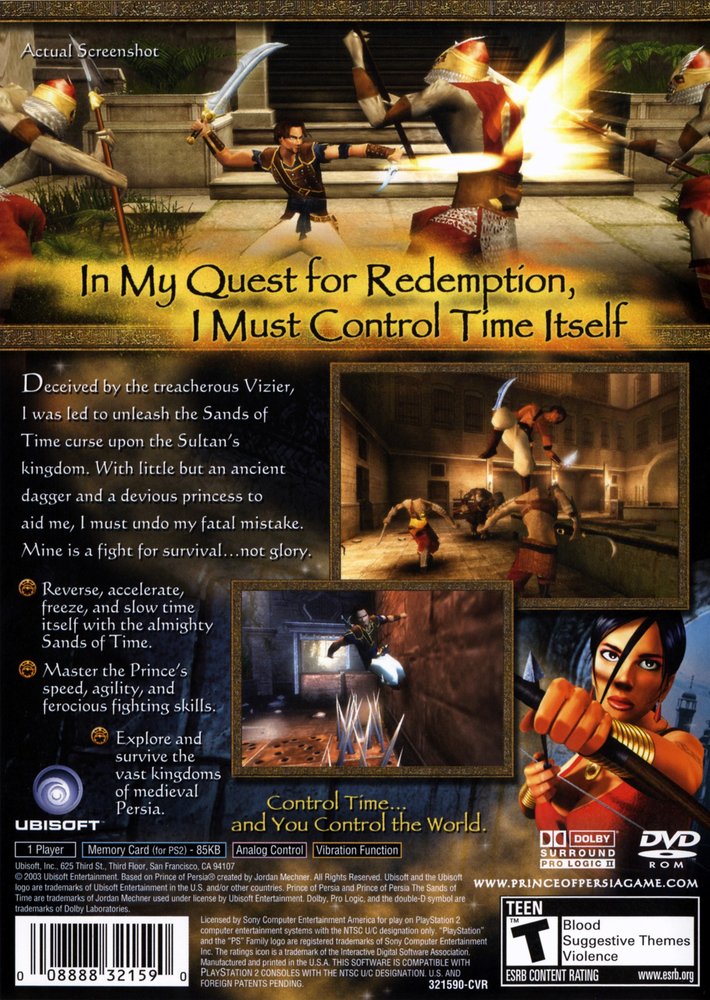 Actual Screenshot
In My Quest for Redemption,
I Must Control Time Itself
Deceived by the treacherous Vizier,
I was led to unleash the Sands of
Time curse upon the Sultan's
kingdom. With little but an ancient
dagger and a devious princess to
aid me, I must undo my fatal mistake.
Mine is a fight for survival...not glory.
Reverse, accelerate,
freeze, and slow time
itself with the almighty
Sands of Time.
Master the Prince's
speed, agility, and
ferocious fighting skills.
Explore and
survive the
vast kingdoms
of medieval
Persia.
UBISOFT™
Control Time...
and You Control the World.
DOLBY
SURROUND
PRO LOGIC II
DVD
ROM
1 Player
Memory Card (for PS2) - 85KB
Analog Control
Vibration Function
WWW.PRINCEOFPERSIAGAME.COM
Ubisoft, Inc., 625 Third St., Third Floor, San Francisco, CA 94107
© 2003 Ubisoft Entertainment. Based on Prince of Persia® created by Jordan Mechner. All Rights Reserved. Ubisoft and the Ubisoft
logo are trademarks of Ubisoft Entertainment in the U.S. and/or other countries. Prince of Persia and Prince of Persia The Sands of
Time are trademarks of Jordan Mechner used under license by Ubisoft Entertainment. Dolby, Pro Logic, and the double-D symbol are
trademarks of Dolby Laboratories.
Licensed by Sony Computer Entertainment America for play on PlayStation 2
computer entertainment systems with the NTSC U/C designation only. "PlayStation"
and the "PS" Family logo are registered trademarks of Sony Computer Entertainment
Inc. The ratings icon is a trademark of the Interactive Digital Software Association.
Manufactured and printed in the U.S.A. THIS SOFTWARE IS COMPATIBLE WITH
PLAYSTATION 2 CONSOLES WITH THE NTSC U/C DESIGNATION. U.S. AND
FOREIGN PATENTS PENDING.
321590-CVR
0 08888 32159 0
TEEN
T™
Blood
Suggestive Themes
Violence
ESRB CONTENT RATING
www.esrb.org